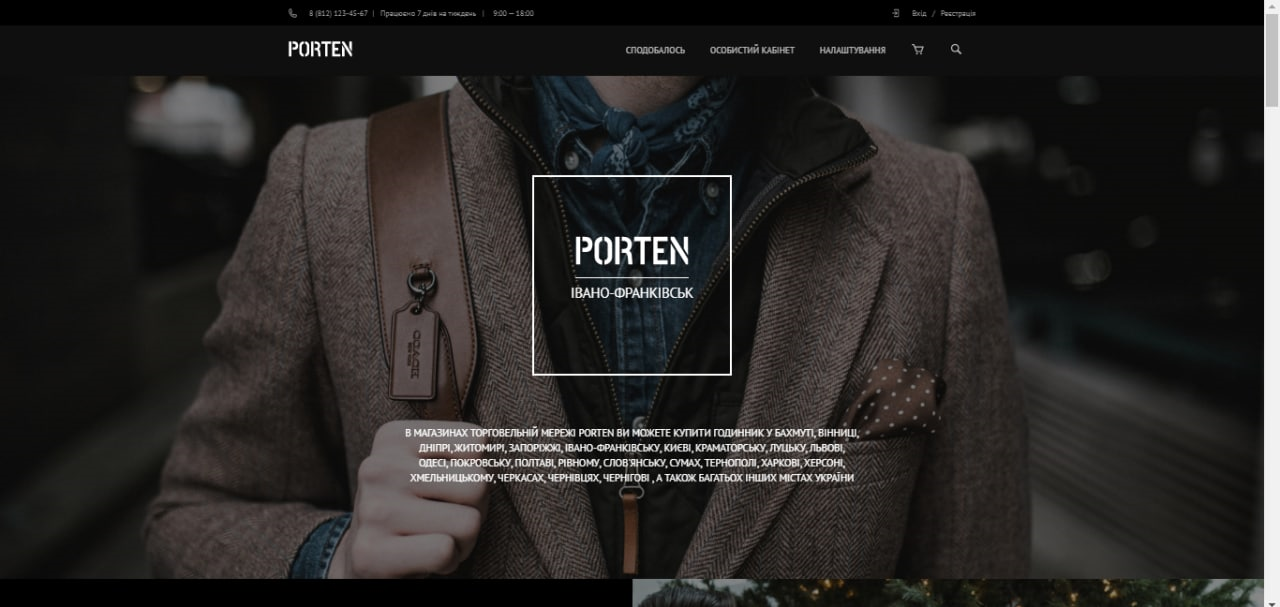 8 (812) 123-45-67 | Працюємо 7 днів на тиждень | 9:00 — 18:00
Вхід / Реєстрація
PORTEN
СПОДОБАЛОСЬ ОСОБИСТИЙ КАБІНЕТ НАЛАШТУВАННЯ
PORTEN
ІВАНО-ФРАНКІВСЬК
COACH
В МАГАЗИНАХ ТОРГОВЕЛЬНІЙ МЕРЕЖІ PORTEN ВИ МОЖЕТЕ КУПИТИ ГОДИННИК У БАХМУТІ, ВІННИЦІ,
ДНІПРІ, ЖИТОМИРІ, ЗАПОРІЖЖІ, ІВАНО-ФРАНКІВСЬКУ, КИЄВІ, КРАМАТОРСЬКУ, ЛУЦЬКУ, ЛЬВОВІ,
ОДЕСІ, ПОКРОВСЬКУ, ПОЛТАВІ, РІВНОМУ, СЛОВ'ЯНСЬКУ, СУМАХ, ТЕРНОПОЛІ, ХАРКОВІ, ХЕРСОНІ,
ХМЕЛЬНИЦЬКОМУ, ЧЕРКАСАХ, ЧЕРНІВЦЯХ, ЧЕРНІГОВІ , А ТАКОЖ БАГАТЬОХ ІНШИХ МІСТАХ УКРАЇНИ